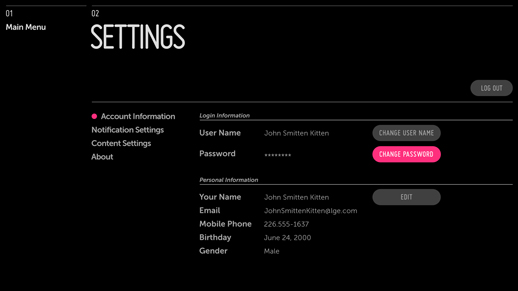 01
02
Main Menu
SETTINGS
LOG OUT
Account Information
Notification Settings
Content Settings
About
Login Information
User Name John Smitten Kitten CHANGE USER NAME
Password ******** CHANGE PASSWORD
Personal Information
Your Name John Smitten Kitten EDIT
Email JohnSmittenKitten@lge.com
Mobile Phone 226.555-1637
Birthday June 24, 2000
Gender Male